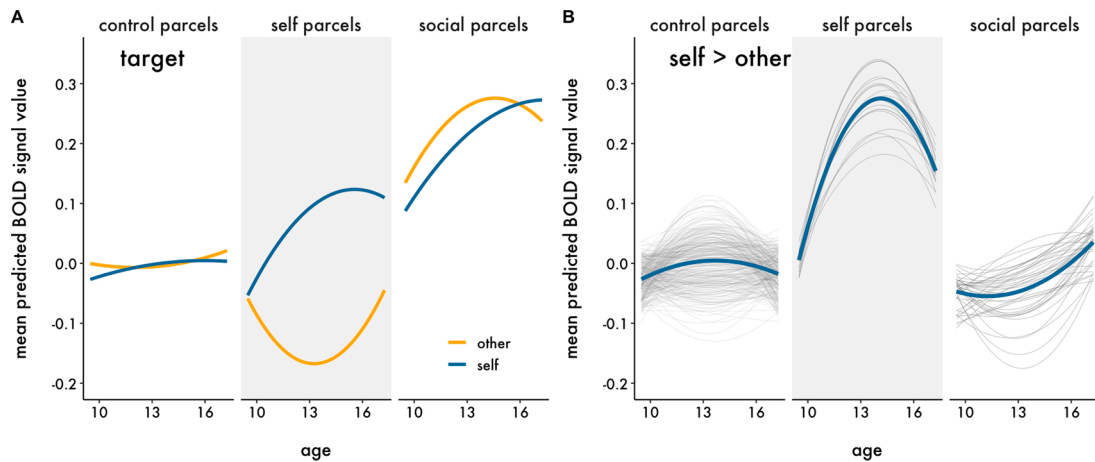 A
control parcels
self parcels
social parcels
target
mean predicted BOLD signal value
0.3
0.2
0.1
0.0
-0.1
-0.2
other
self
10
13
16
10
13
16
10
13
16
age
B
control parcels
self parcels
social parcels
self > other
mean predicted BOLD signal value
0.3
0.2
0.1
0.0
-0.1
-0.2
10
13
16
10
13
16
10
13
16
age